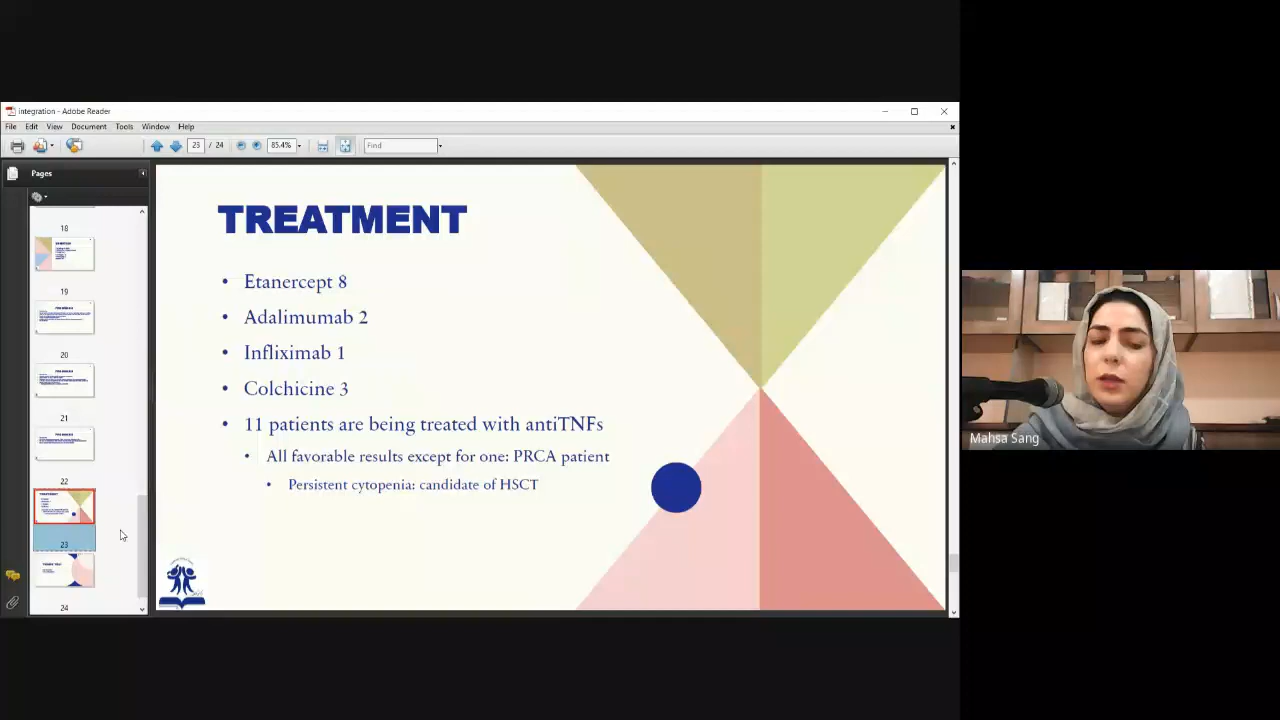 integration - Adobe Reader
File Edit View Document Tools Window Help
23 / 24 85.4% Find
Pages
18
19
20
21
22
23
24
TREATMENT
• Etanercept 8
• Adalimumab 2
• Infliximab 1
• Colchicine 3
• 11 patients are being treated with antiTNFs
• All favorable results except for one: PRCA patient
• Persistent cytopenia: candidate of HSCT
Mahsa Sang